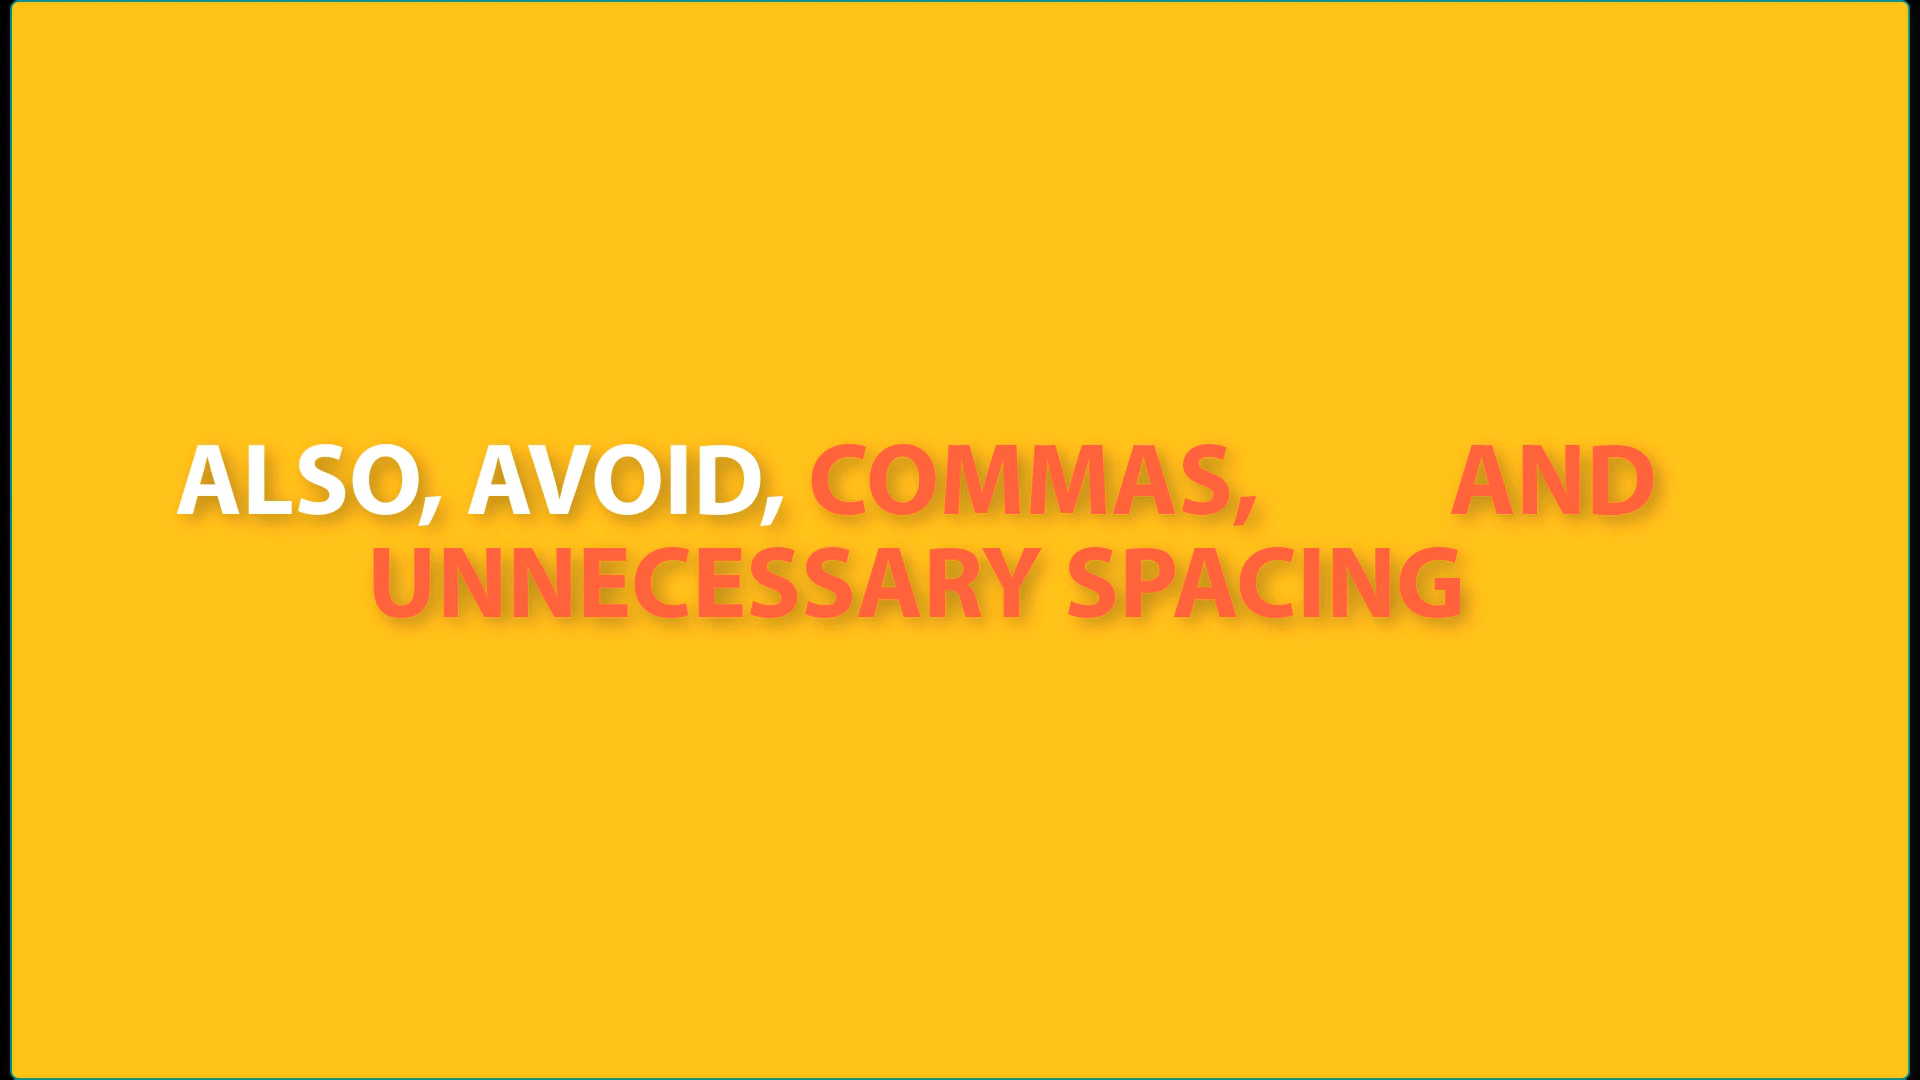 ALSO, AVOID, COMMAS,        AND
UNNECESSARY SPACING